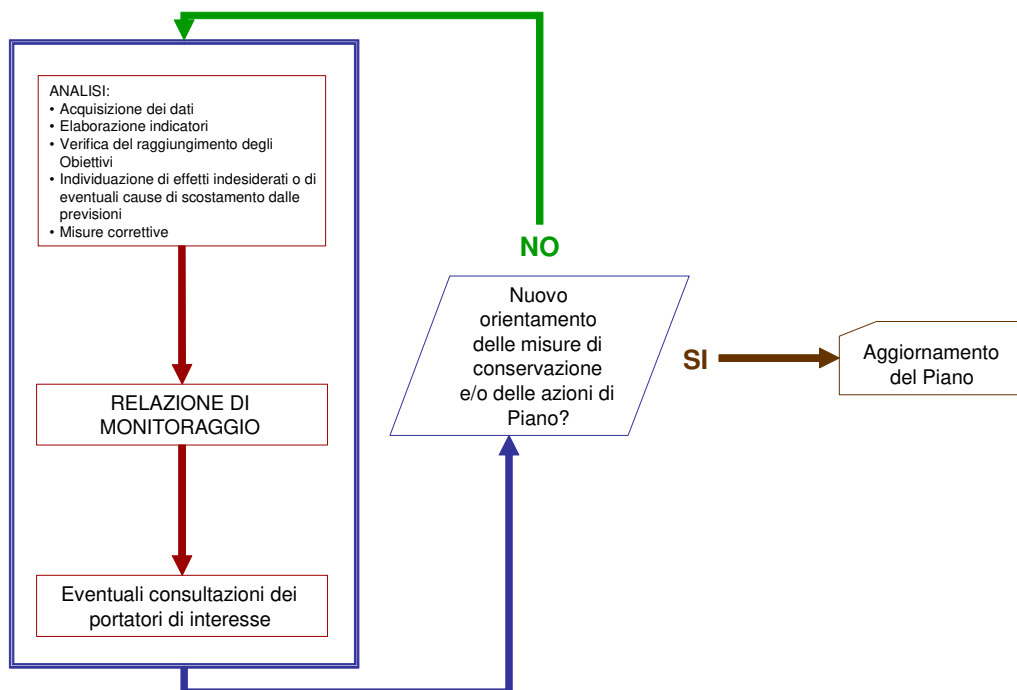 ANALISI:
• Acquisizione dei dati
• Elaborazione indicatori
• Verifica del raggiungimento degli
Obiettivi
• Individuazione di effetti indesiderati o di
eventuali cause di scostamento dalle
previsioni
• Misure correttive
RELAZIONE DI
MONITORAGGIO
Eventuali consultazioni dei
portatori di interesse
NO
Nuovo
orientamento
delle misure di
conservazione
e/o delle azioni di
Piano?
SI
Aggiornamento
del Piano